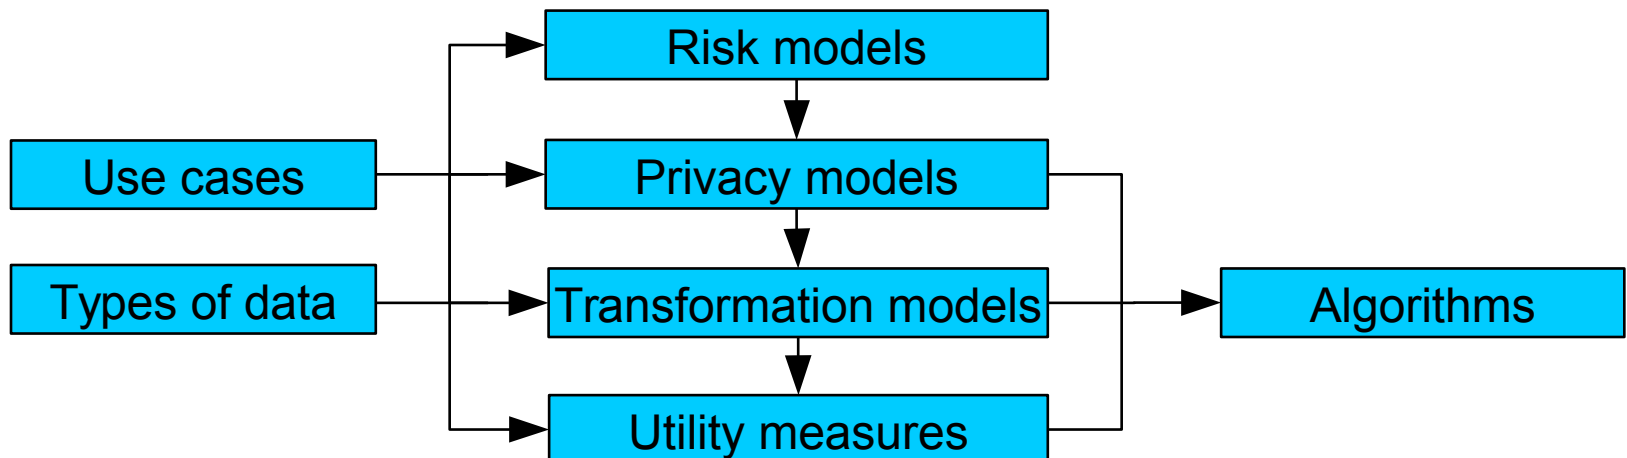 Risk models
Use cases
Privacy models
Types of data
Transformation models
Algorithms
Utility measures